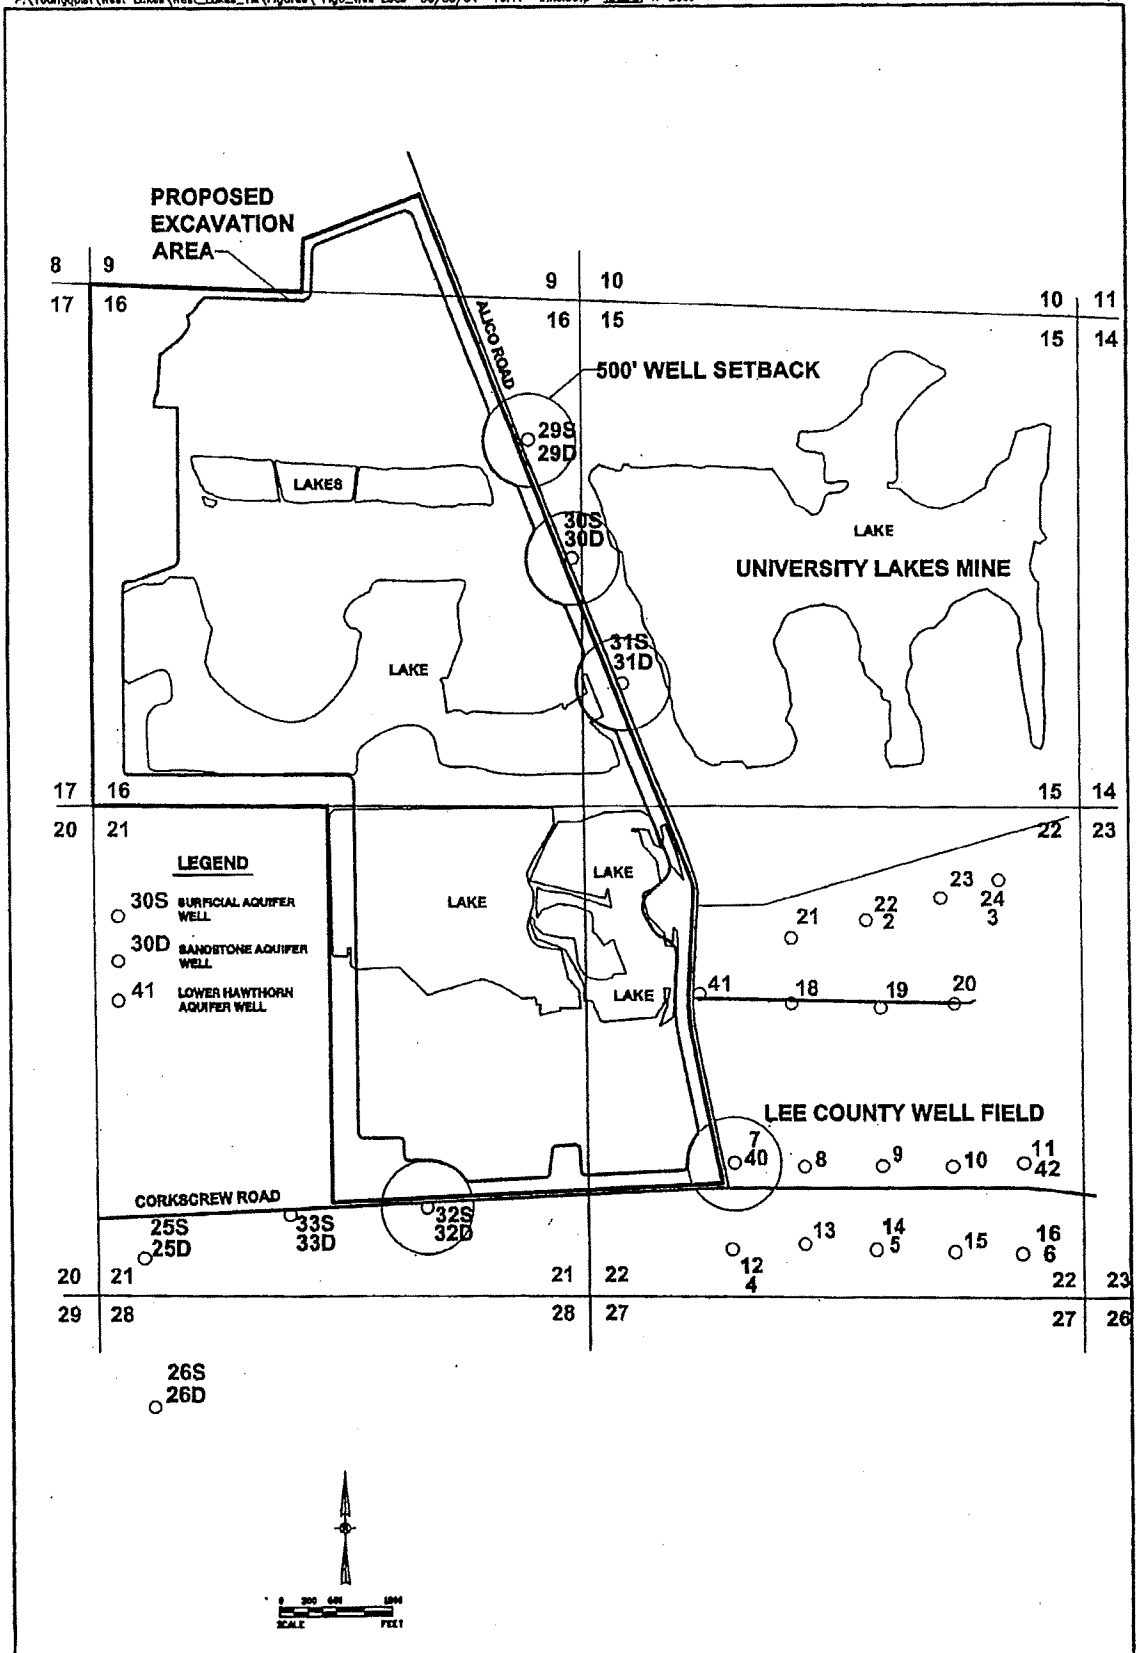 PROPOSED
EXCAVATION
AREA
8 9
17 16
9 10
16 15
10 11
15 14
ALICO ROAD
500' WELL SETBACK
29S
29D
LAKES
30S
30D
LAKE
UNIVERSITY LAKES MINE
31S
31D
LAKE
17 16
20 21
15 14
22 23
LEGEND
30S SURFICIAL AQUIFER
WELL
30D SANDSTONE AQUIFER
WELL
41 LOWER HAWTHORN
AQUIFER WELL
LAKE
LAKE
LAKE
21
22
2
23
24
3
41
18
19
20
LEE COUNTY WELL FIELD
7
40
8
9
10
11
42
CORKSCREW ROAD
25S
25D
33S
33D
32S
32D
12
4
13
14
5
15
16
6
20 21
29 28
21 22
28 27
22 23
27 26
26S
26D
0 300
SCALE FEET